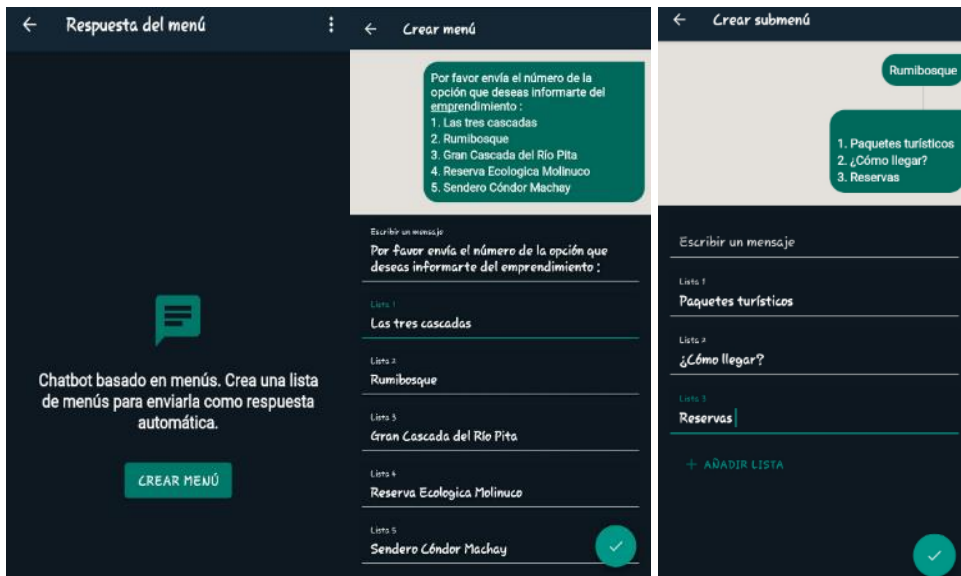 Respuesta del menú
Chatbot basado en menús. Crea una lista
de menús para enviarla como respuesta
automática.
CREAR MENÚ
Crear menú
Por favor envía el número de la
opción que deseas informarte del
emprendimiento :
1. Las tres cascadas
2. Rumibosque
3. Gran Cascada del Río Pita
4. Reserva Ecologica Molinuco
5. Sendero Cóndor Machay
Escribir un mensaje
Por favor envía el número de la opción que
deseas informarte del emprendimiento :
Lista 1
Las tres cascadas
Lista 2
Rumibosque
Lista 3
Gran Cascada del Río Pita
Lista 4
Reserva Ecologica Molinuco
Lista 5
Sendero Cóndor Machay
Crear submenú
Rumibosque
1. Paquetes turísticos
2. ¿Cómo llegar?
3. Reservas
Escribir un mensaje
Lista 1
Paquetes turísticos
Lista 2
¿Cómo llegar?
Lista 3
Reservas
+ AÑADIR LISTA